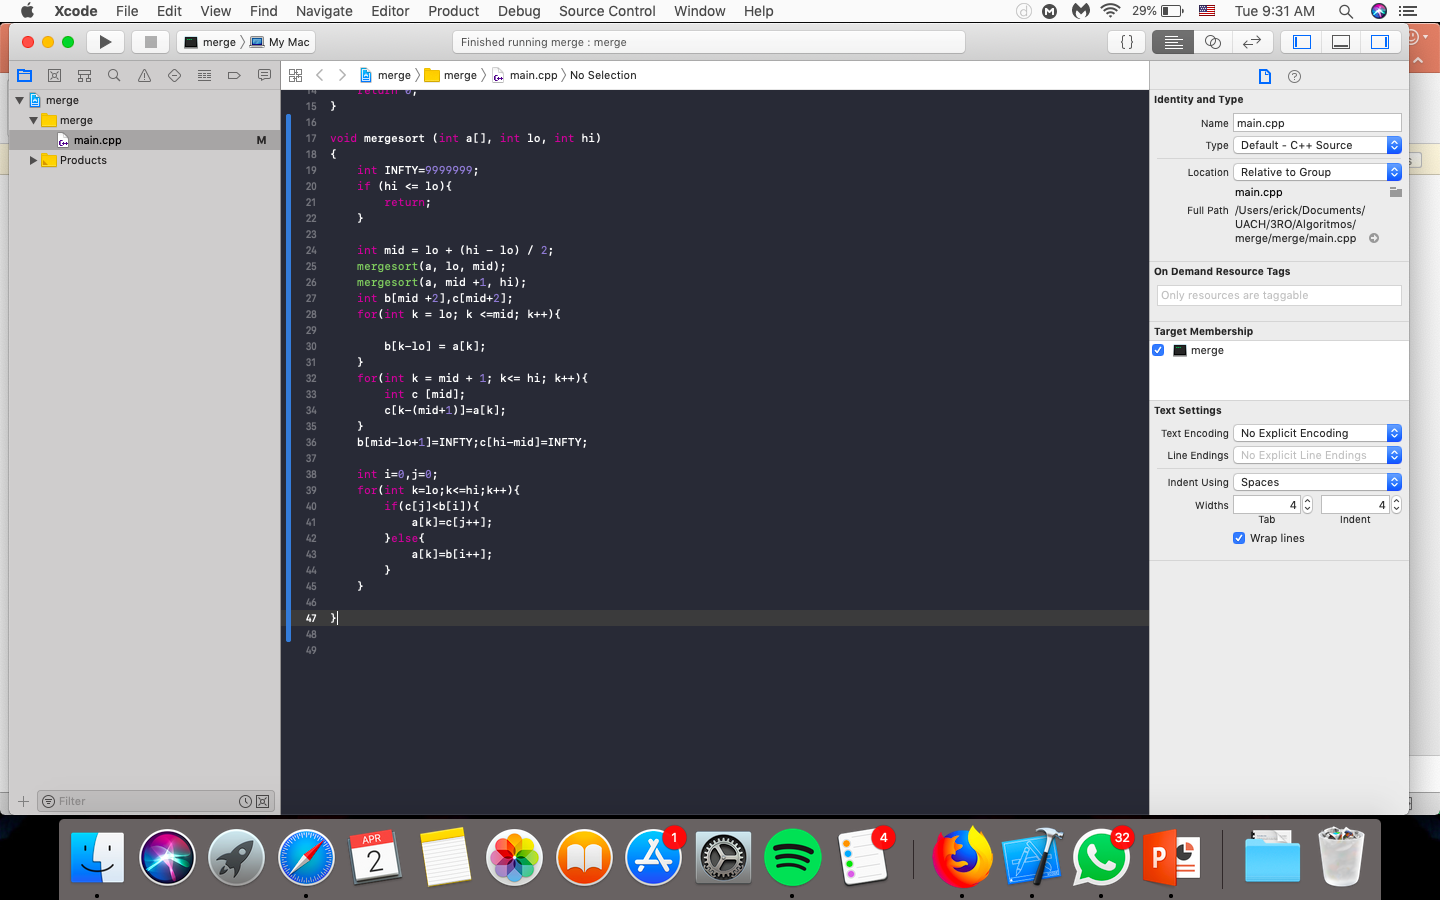 Xcode File Edit View Find Navigate Editor Product Debug Source Control Window Help 29% Tue 9:31 AM
merge My Mac Finished running merge : merge { }
merge merge main.cpp No Selection
merge
merge
main.cpp M
Products
Filter
14 return 0;
15 }
16
17 void mergesort (int a[], int lo, int hi)
18 {
19 int INFTY=9999999;
20 if (hi <= lo){
21 return;
22 }
23
24 int mid = lo + (hi - lo) / 2;
25 mergesort(a, lo, mid);
26 mergesort(a, mid +1, hi);
27 int b[mid +2],c[mid+2];
28 for(int k = lo; k <=mid; k++){
29
30 b[k-lo] = a[k];
31 }
32 for(int k = mid + 1; k<= hi; k++){
33 int c [mid];
34 c[k-(mid+1)]=a[k];
35 }
36 b[mid-lo+1]=INFTY;c[hi-mid]=INFTY;
37
38 int i=0,j=0;
39 for(int k=lo;k<=hi;k++){
40 if(c[j]<b[i]){
41 a[k]=c[j++];
42 }else{
43 a[k]=b[i++];
44 }
45 }
46
47 }
48
49
Identity and Type
Name main.cpp
Type Default - C++ Source
Location Relative to Group
main.cpp
Full Path /Users/erick/Documents/
UACH/3RO/Algoritmos/
merge/merge/main.cpp
On Demand Resource Tags
Only resources are taggable
Target Membership
merge
Text Settings
Text Encoding No Explicit Encoding
Line Endings No Explicit Line Endings
Indent Using Spaces
Widths 4 4
Tab Indent
Wrap lines
APR
2
1
4
32
P